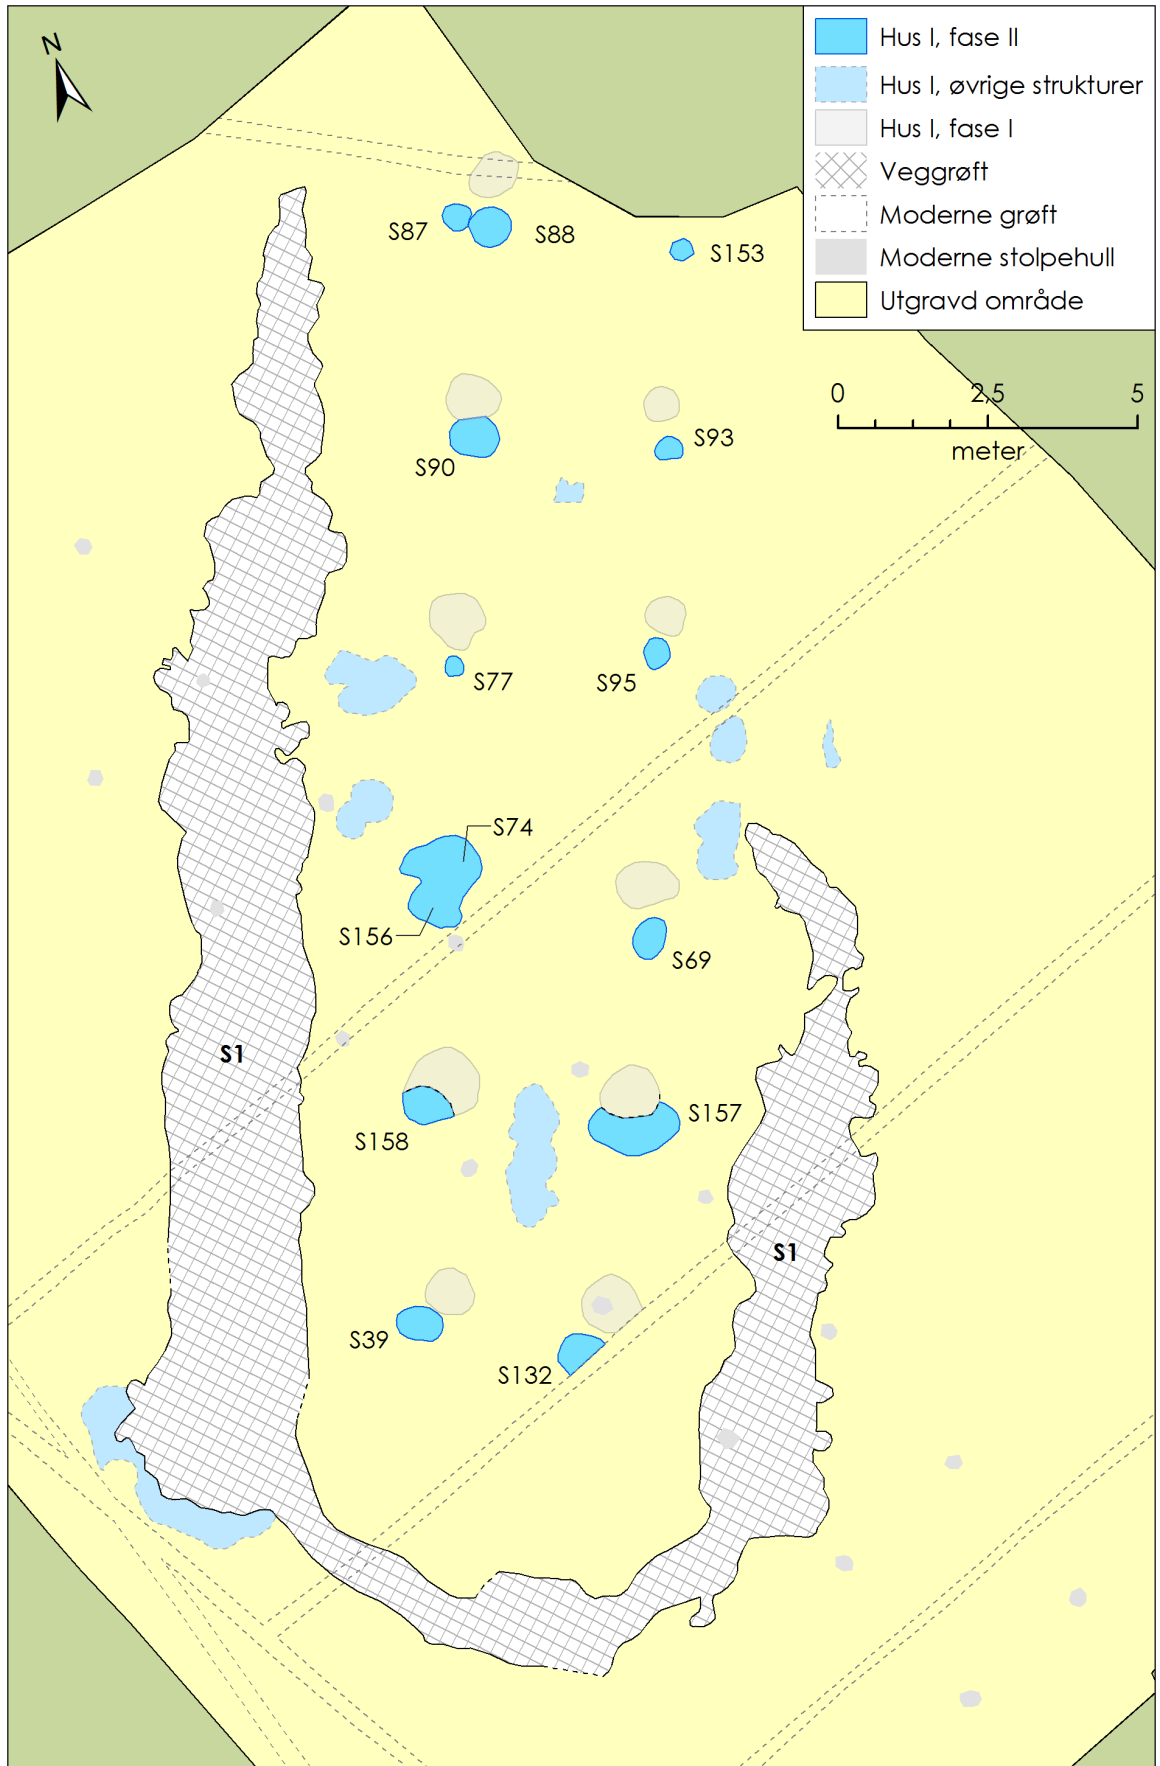 N
Hus I, fase II
Hus I, øvrige strukturer
Hus I, fase I
Veggrøft
Moderne grøft
Moderne stolpehull
Utgravd område
0 2,5 5
meter
S87
S88
S153
S90
S93
S77
S95
S74
S156
S69
S1
S158
S157
S1
S39
S132